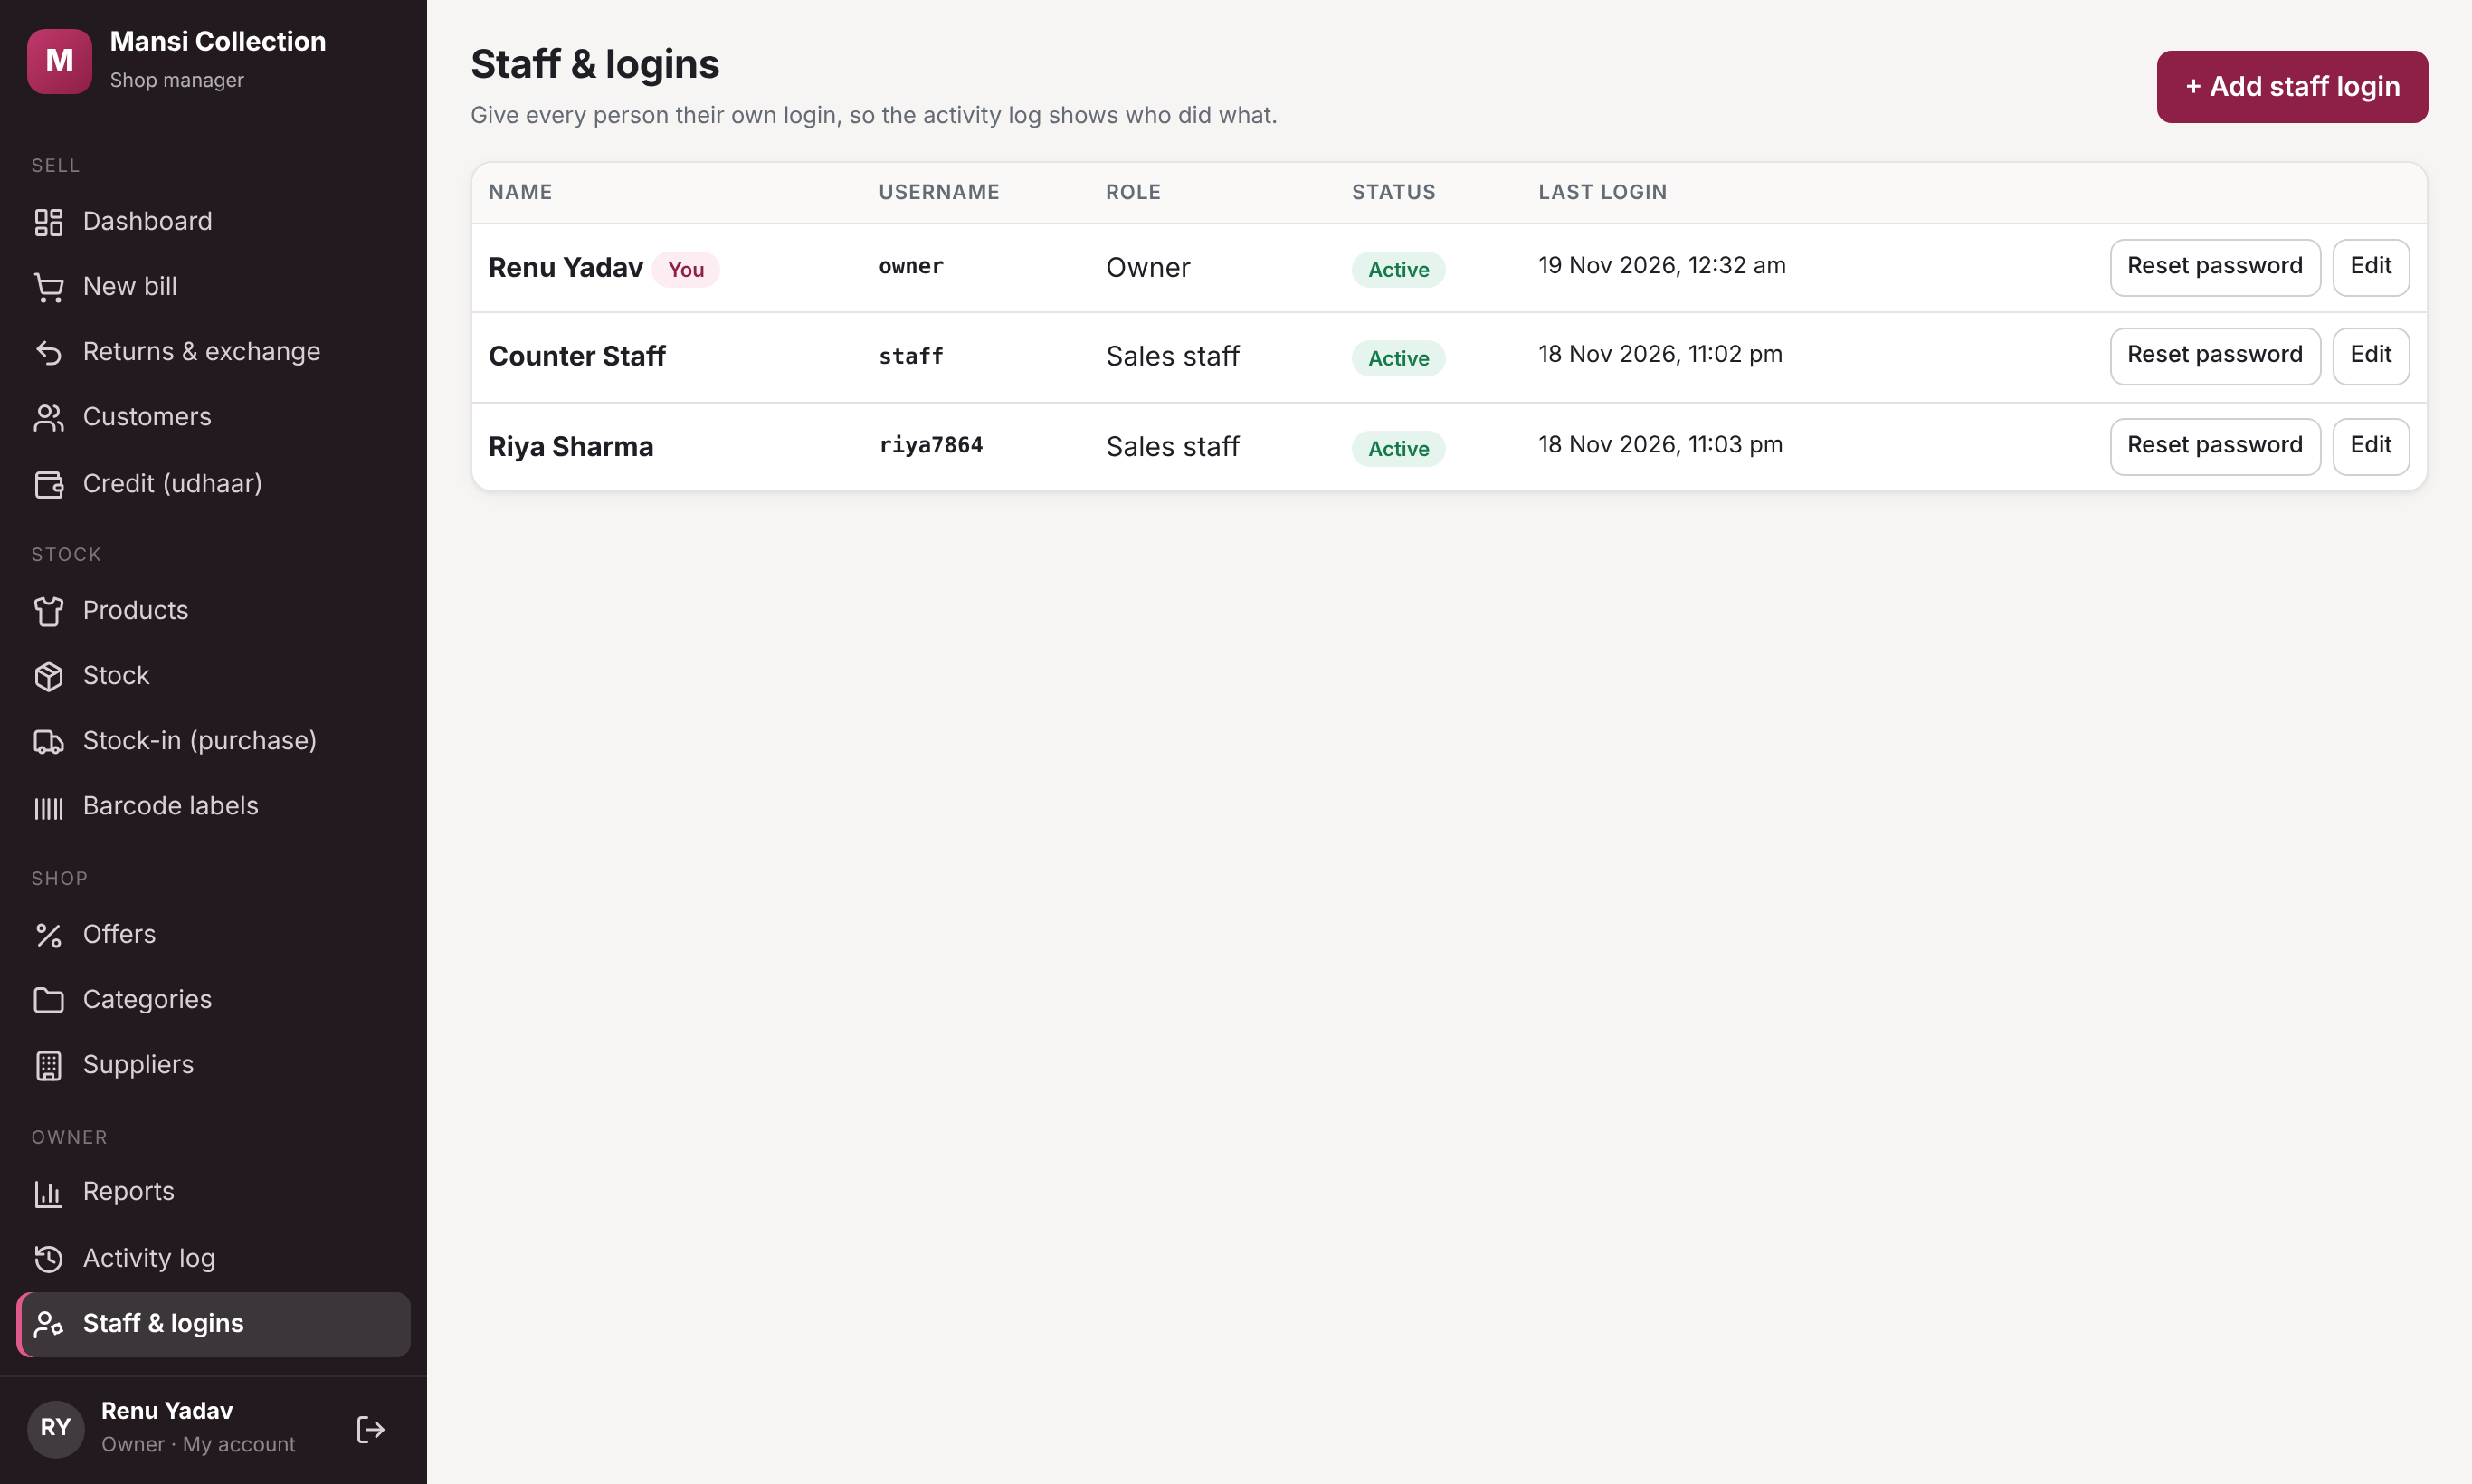 M
Mansi Collection
Shop manager
SELL
Dashboard
New bill
Returns & exchange
Customers
Credit (udhaar)
STOCK
Products
Stock
Stock-in (purchase)
Barcode labels
SHOP
Offers
Categories
Suppliers
OWNER
Reports
Activity log
Staff & logins
RY
Renu Yadav
Owner · My account
Staff & logins
Give every person their own login, so the activity log shows who did what.
+ Add staff login
NAME USERNAME ROLE STATUS LAST LOGIN
Renu Yadav You owner Owner Active 19 Nov 2026, 12:32 am Reset password Edit
Counter Staff staff Sales staff Active 18 Nov 2026, 11:02 pm Reset password Edit
Riya Sharma riya7864 Sales staff Active 18 Nov 2026, 11:03 pm Reset password Edit